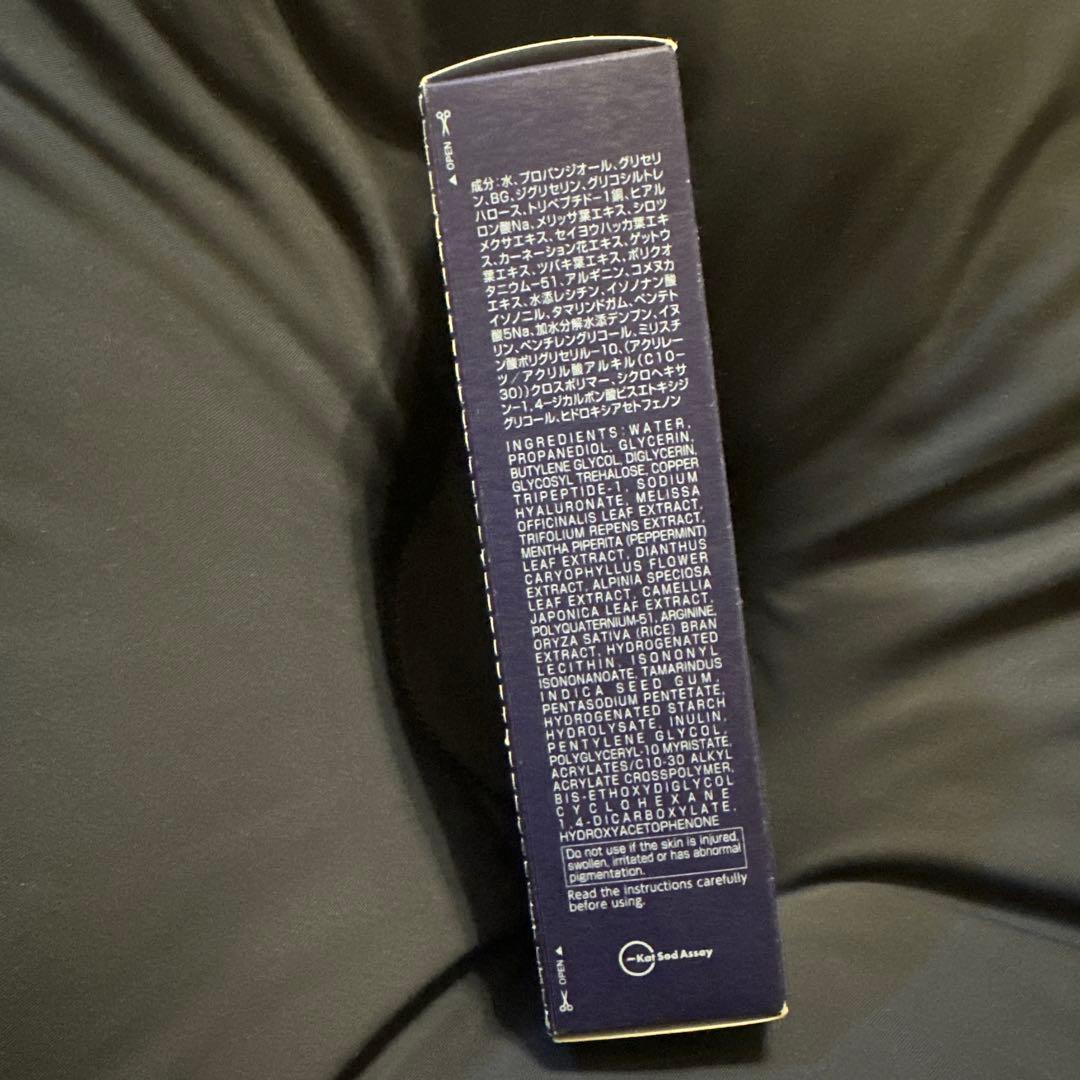 OPEN
成分:水、プロパンジオール、グリセリ
ン、BG、ジグリセリン、グリコシルトレ
ハロース、トリペプチド-1銅、ヒアル
ロン酸Na、メリッサ葉エキス、シロツ
メクサエキス、セイヨウハッカ葉エキ
ス、カーネーション花エキス、ゲットウ
葉エキス、ツバキ葉エキス、ポリクオ
タニウム-51、アルギニン、コメヌカ
エキス、水添レシチン、イソノナン酸
イソノニル、タマリンドガム、ペンテト
酸5Na、加水分解水添デンプン、イヌ
リン、ペンチレングリコール、ミリスチ
ン酸ポリグリセリル-10、(アクリレー
ツ/アクリル酸アルキル(C10-
30))クロスポリマー、シクロヘキサ
ン-1,4-ジカルボン酸ビスエトキシジ
グリコール、ヒドロキシアセトフェノン
INGREDIENTS:WATER,
PROPANEDIOL, GLYCERIN,
BUTYLENE GLYCOL, DIGLYCERIN,
GLYCOSYL TREHALOSE, COPPER
TRIPEPTIDE-1, SODIUM
HYALURONATE, MELISSA
OFFICINALIS LEAF EXTRACT,
TRIFOLIUM REPENS EXTRACT,
MENTHA PIPERITA (PEPPERMINT)
LEAF EXTRACT, DIANTHUS
CARYOPHYLLUS FLOWER
EXTRACT, ALPINIA SPECIOSA
LEAF EXTRACT, CAMELLIA
JAPONICA LEAF EXTRACT,
POLYQUATERNIUM-51, ARGININE,
ORYZA SATIVA (RICE) BRAN
EXTRACT, HYDROGENATED
LECITHIN, ISONONYL
ISONONANOATE, TAMARINDUS
INDICA SEED GUM,
PENTASODIUM PENTETATE,
HYDROGENATED STARCH
HYDROLYSATE, INULIN,
PENTYLENE GLYCOL,
POLYGLYCERYL-10 MYRISTATE,
ACRYLATES/C10-30 ALKYL
ACRYLATE CROSSPOLYMER,
BIS-ETHOXYDIGLYCOL
CYCLOHEXANE
1,4-DICARBOXYLATE,
HYDROXYACETOPHENONE
Do not use if the skin is injured,
swollen, irritated or has abnormal
pigmentation.
Read the instructions carefully
before using.
Kai Sod Assay
OPEN